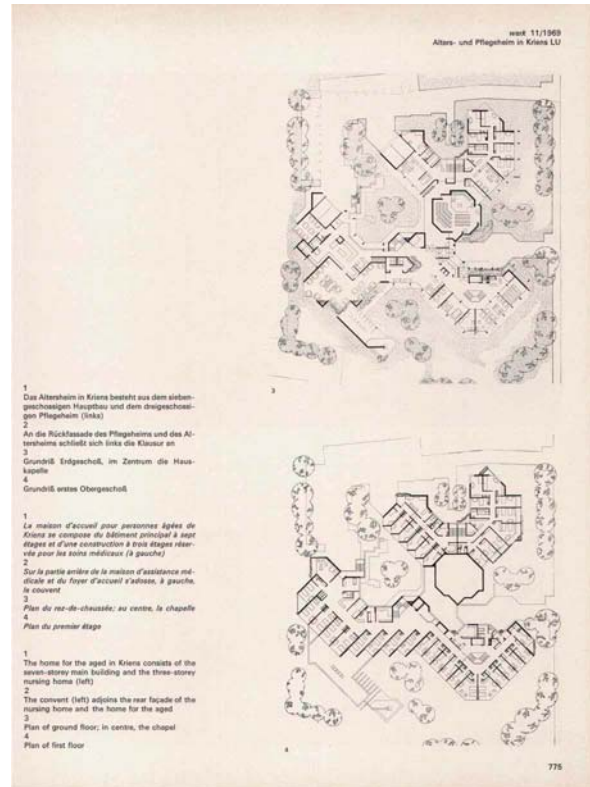 werk 11/1969
Alters- und Pflegeheim in Kriens LU
3
1
Das Altersheim in Kriens besteht aus dem sieben-
geschossigen Hauptbau und dem dreigeschossi-
gen Pflegeheim (links)
2
An die Rückfassade des Pflegeheims und des Al-
tersheims schließt sich links die Klausur an
3
Grundriß Erdgeschoß, im Zentrum die Haus-
kapelle
4
Grundriß erstes Obergeschoß
1
La maison d'accueil pour personnes âgées de
Kriens se compose du bâtiment principal à sept
étages et d'une construction à trois étages réser-
vée pour les soins médicaux (à gauche)
2
Sur la partie arrière de la maison d'assistance mé-
dicale et du foyer d'accueil s'adosse, à gauche,
le couvent
3
Plan du rez-de-chaussée; au centre, la chapelle
4
Plan du premier étage
1
The home for the aged in Kriens consists of the
seven-storey main building and the three-storey
nursing home (left)
2
The convent (left) adjoins the rear façade of the
nursing home and the home for the aged
3
Plan of ground floor; in centre, the chapel
4
Plan of first floor
4
775